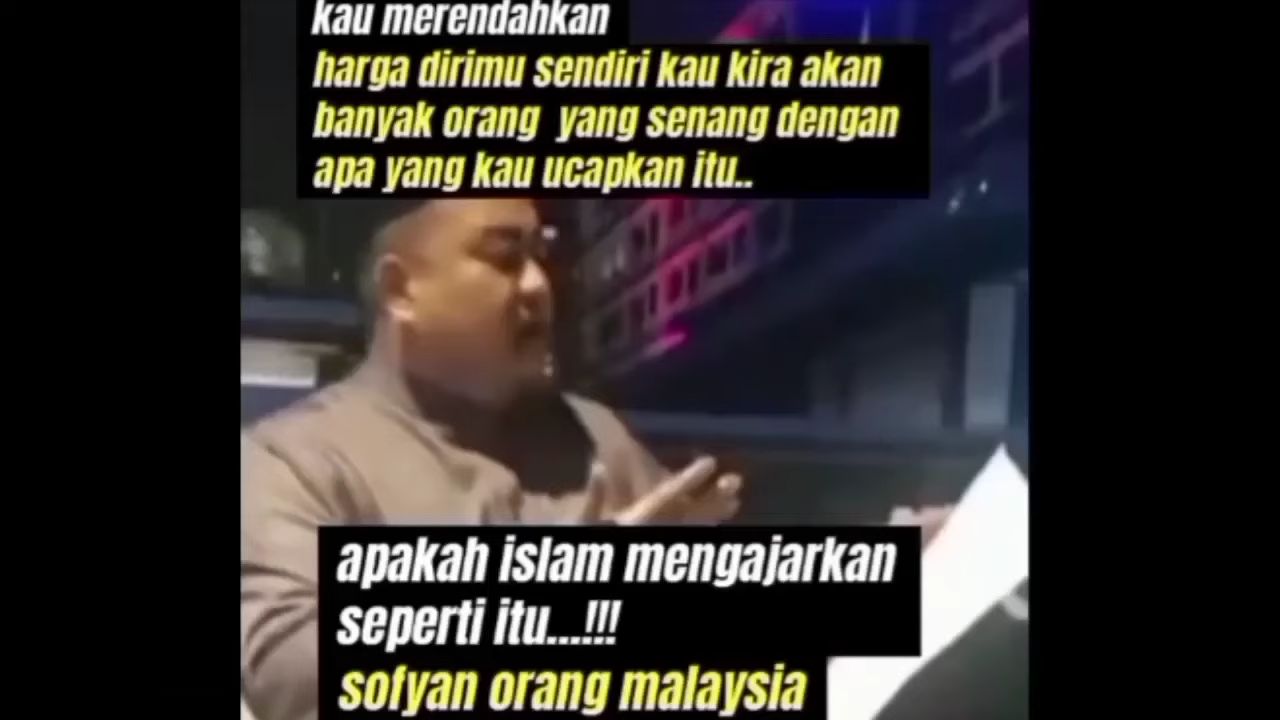 kau merendahkan
harga dirimu sendiri kau kira akan
banyak orang yang senang dengan
apa yang kau ucapkan itu..
apakah islam mengajarkan
seperti itu...!!!
sofyan orang malaysia